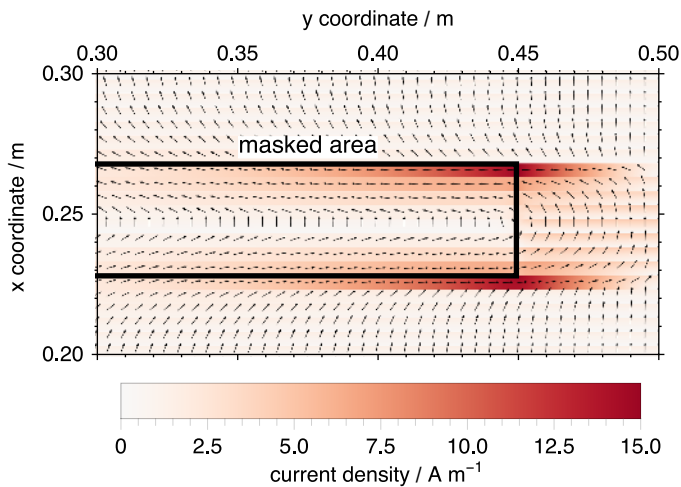 y coordinate / m
0.30 0.35 0.40 0.45 0.50
0.30
masked area
x coordinate / m
0.25
0.20
0 2.5 5.0 7.5 10.0 12.5 15.0
current density / A m⁻¹